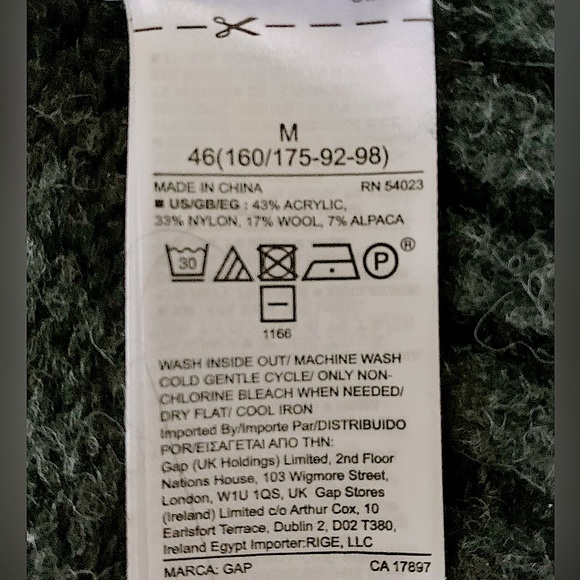 M
46(160/175-92-98)
MADE IN CHINA RN 54023
■ US/GB/EG : 43% ACRYLIC,
33% NYLON, 17% WOOL, 7% ALPACA
30 P®
1166
WASH INSIDE OUT/ MACHINE WASH
COLD GENTLE CYCLE/ ONLY NON-
CHLORINE BLEACH WHEN NEEDED/
DRY FLAT/ COOL IRON
Imported By/Importe Par/DISTRIBUIDO
POR/ΕΙΣΑΓΕΤΑΙ ΑΠΟ ΤΗΝ:
Gap (UK Holdings) Limited, 2nd Floor
Nations House, 103 Wigmore Street,
London, W1U 1QS, UK Gap Stores
(Ireland) Limited c/o Arthur Cox, 10
Earlsfort Terrace, Dublin 2, D02 T380,
Ireland Egypt Importer:RIGE, LLC
MARCA: GAP CA 17897